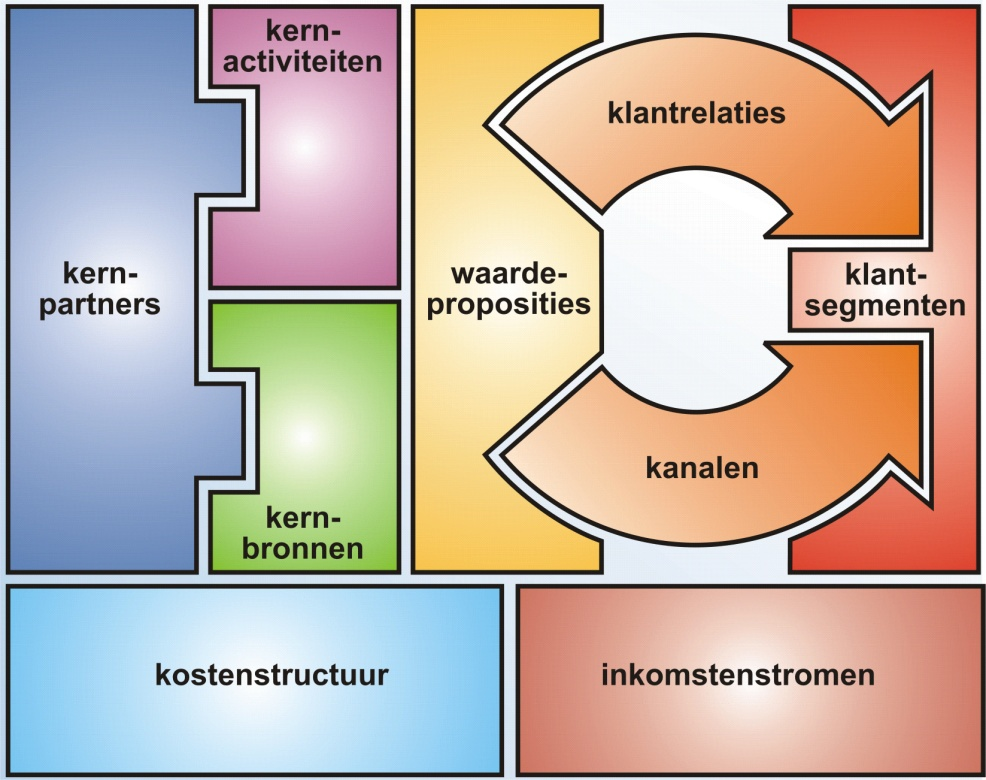 kern-
activiteiten
klantrelaties
kern-
partners
waarde-
proposities
klant-
segmenten
kanalen
kern-
bronnen
kostenstructuur
inkomstenstromen